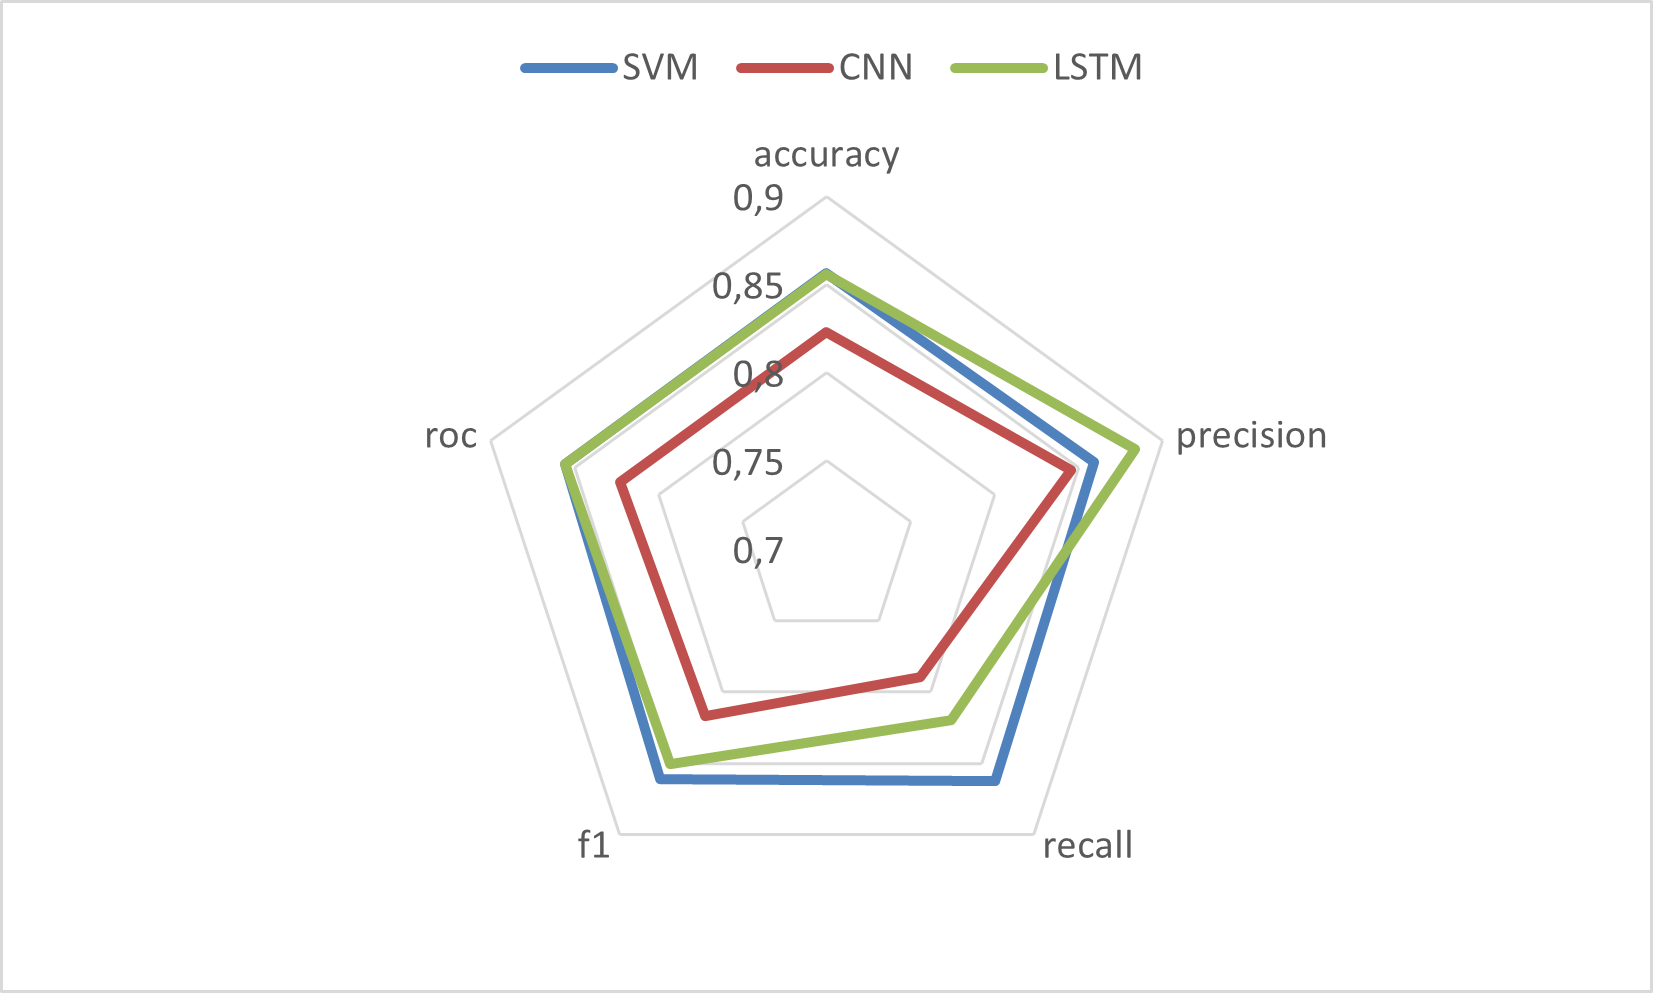 SVM CNN LSTM
accuracy
0,9
0,85
0,8
roc
precision
0,75
0,7
f1
recall